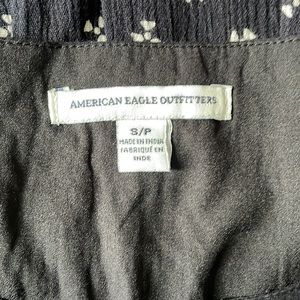 AMERICAN EAGLE OUTFITTERS
S/P
MADE IN INDIA
FABRIQUÉ EN
INDE